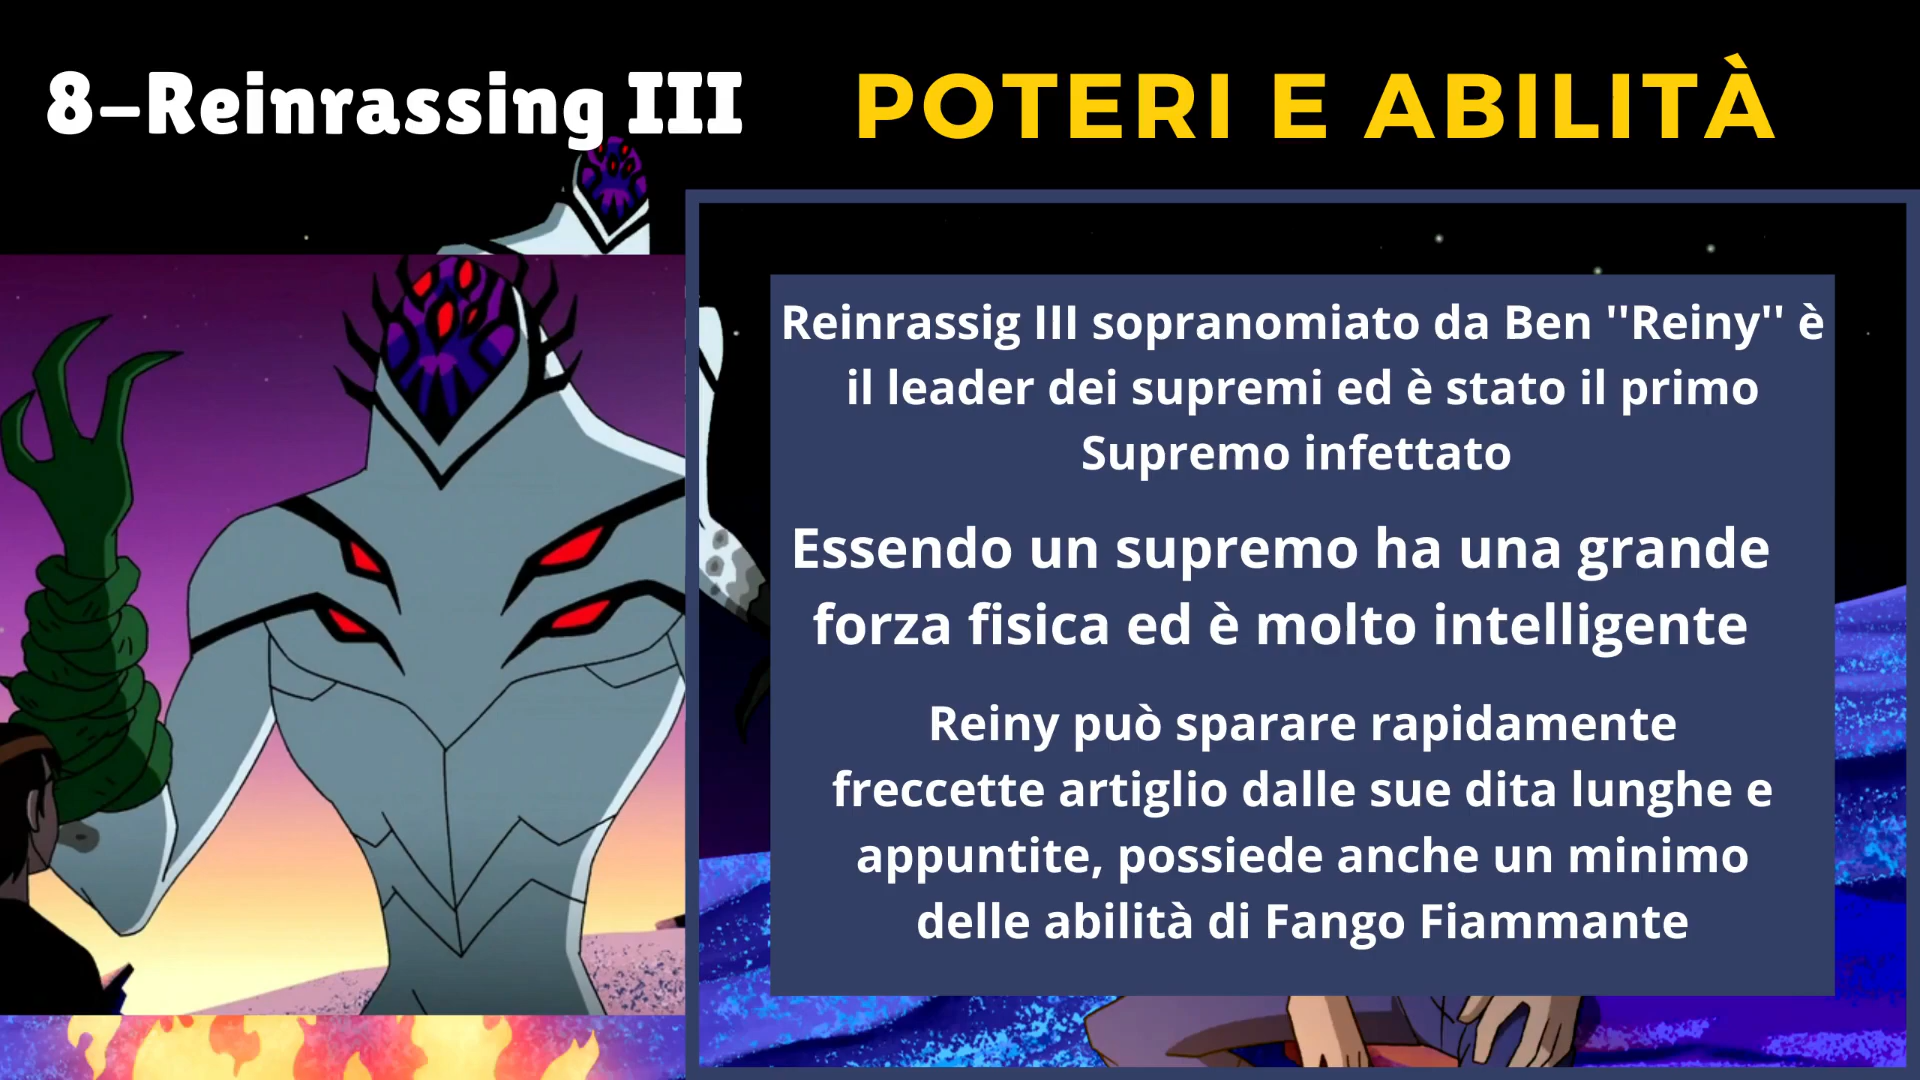 8-Reinrassing III
POTERI E ABILITÀ
Reinrassig III sopranomiato da Ben ''Reiny'' è
il leader dei supremi ed è stato il primo
Supremo infettato
Essendo un supremo ha una grande
forza fisica ed è molto intelligente
Reiny può sparare rapidamente
freccette artiglio dalle sue dita lunghe e
appuntite, possiede anche un minimo
delle abilità di Fango Fiammante